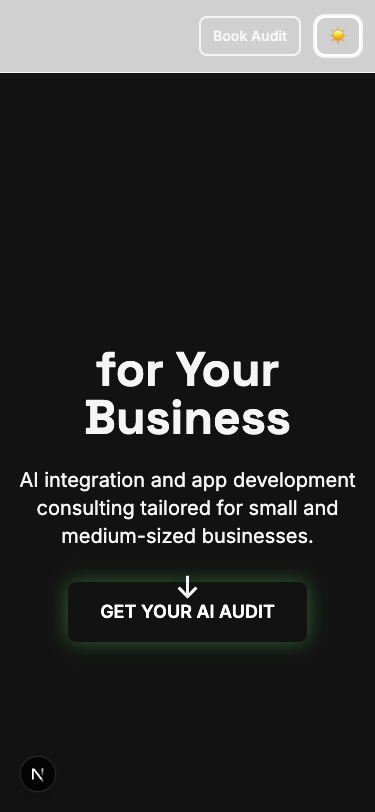 Book Audit
for Your
Business
AI integration and app development
consulting tailored for small and
medium-sized businesses.
GET YOUR AI AUDIT
N